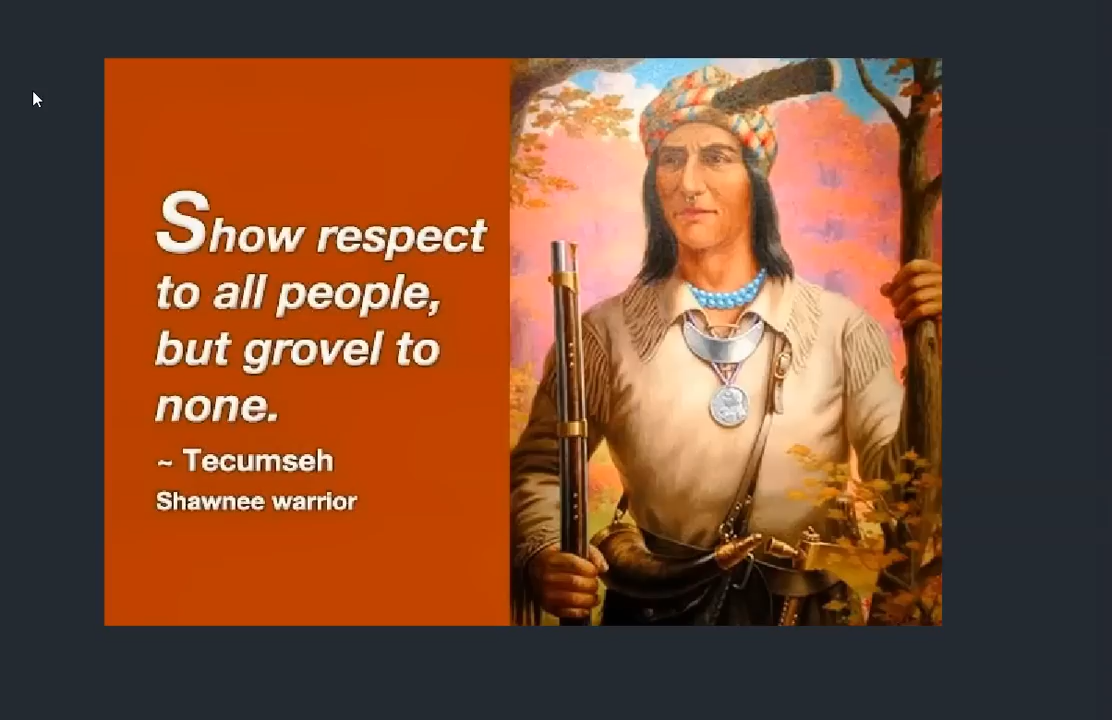 Show respect
to all people,
but grovel to
none.
~ Tecumseh
Shawnee warrior